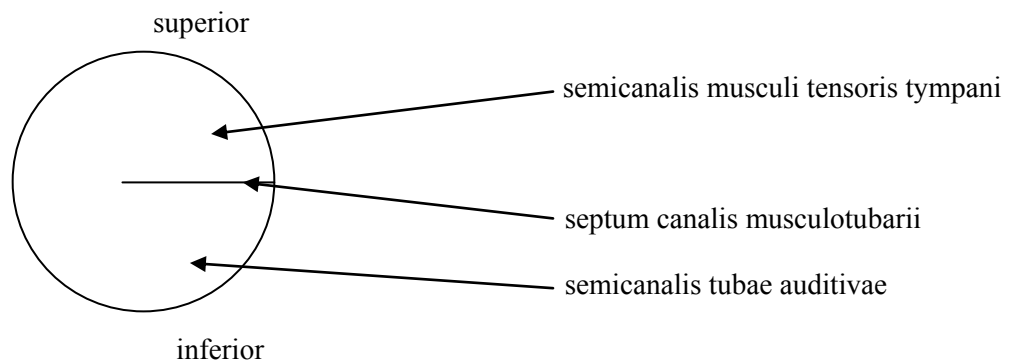 superior
semicanalis musculi tensoris tympani
septum canalis musculotubarii
semicanalis tubae auditivae
inferior